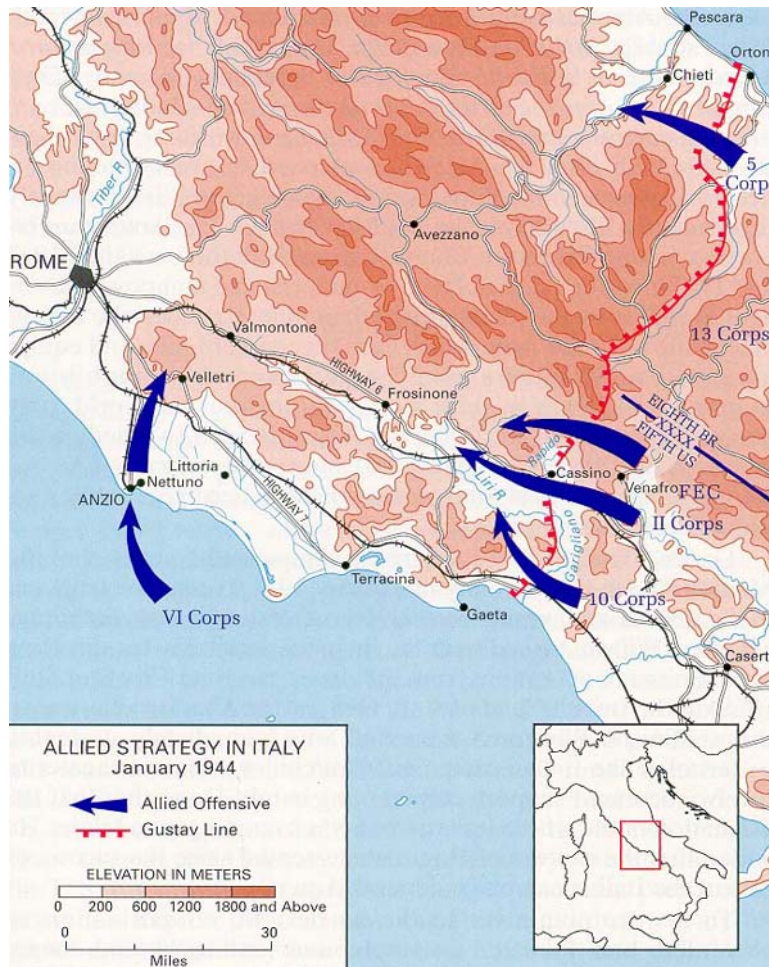 Pescara
Orton
Chieti
5
Corp
Tiber R
Avezzano
ROME
13 Corps
Valmontone
HIGHWAY 6
Velletri
Frosinone
EIGHTH BR
XXXX
FIFTH US
Rapido
Littoria
Liri R
Cassino
Nettuno
ANZIO
Venafro
FEC
HIGHWAY 7
II Corps
Garigliano
Terracina
10 Corps
VI Corps
Gaeta
Casert
ALLIED STRATEGY IN ITALY
January 1944
Allied Offensive
Gustav Line
ELEVATION IN METERS
0 200 600 1200 1800 and Above
0 30
Miles